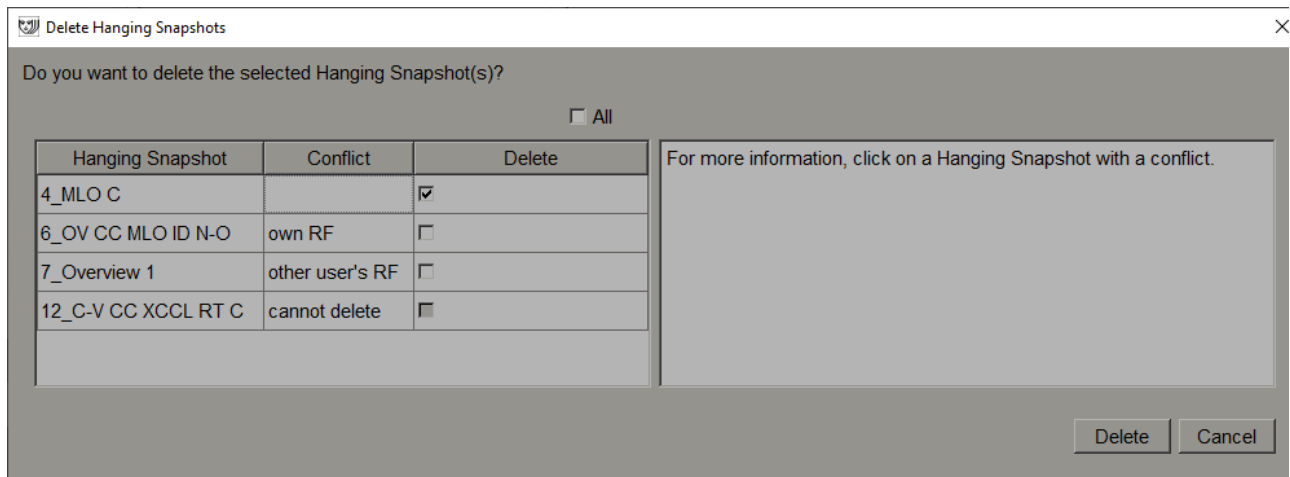 Delete Hanging Snapshots
Do you want to delete the selected Hanging Snapshot(s)?
All
Hanging Snapshot Conflict Delete
For more information, click on a Hanging Snapshot with a conflict.
4_MLO C
6_OV CC MLO ID N-O own RF
7_Overview 1 other user's RF
12_C-V CC XCCL RT C cannot delete
Delete Cancel